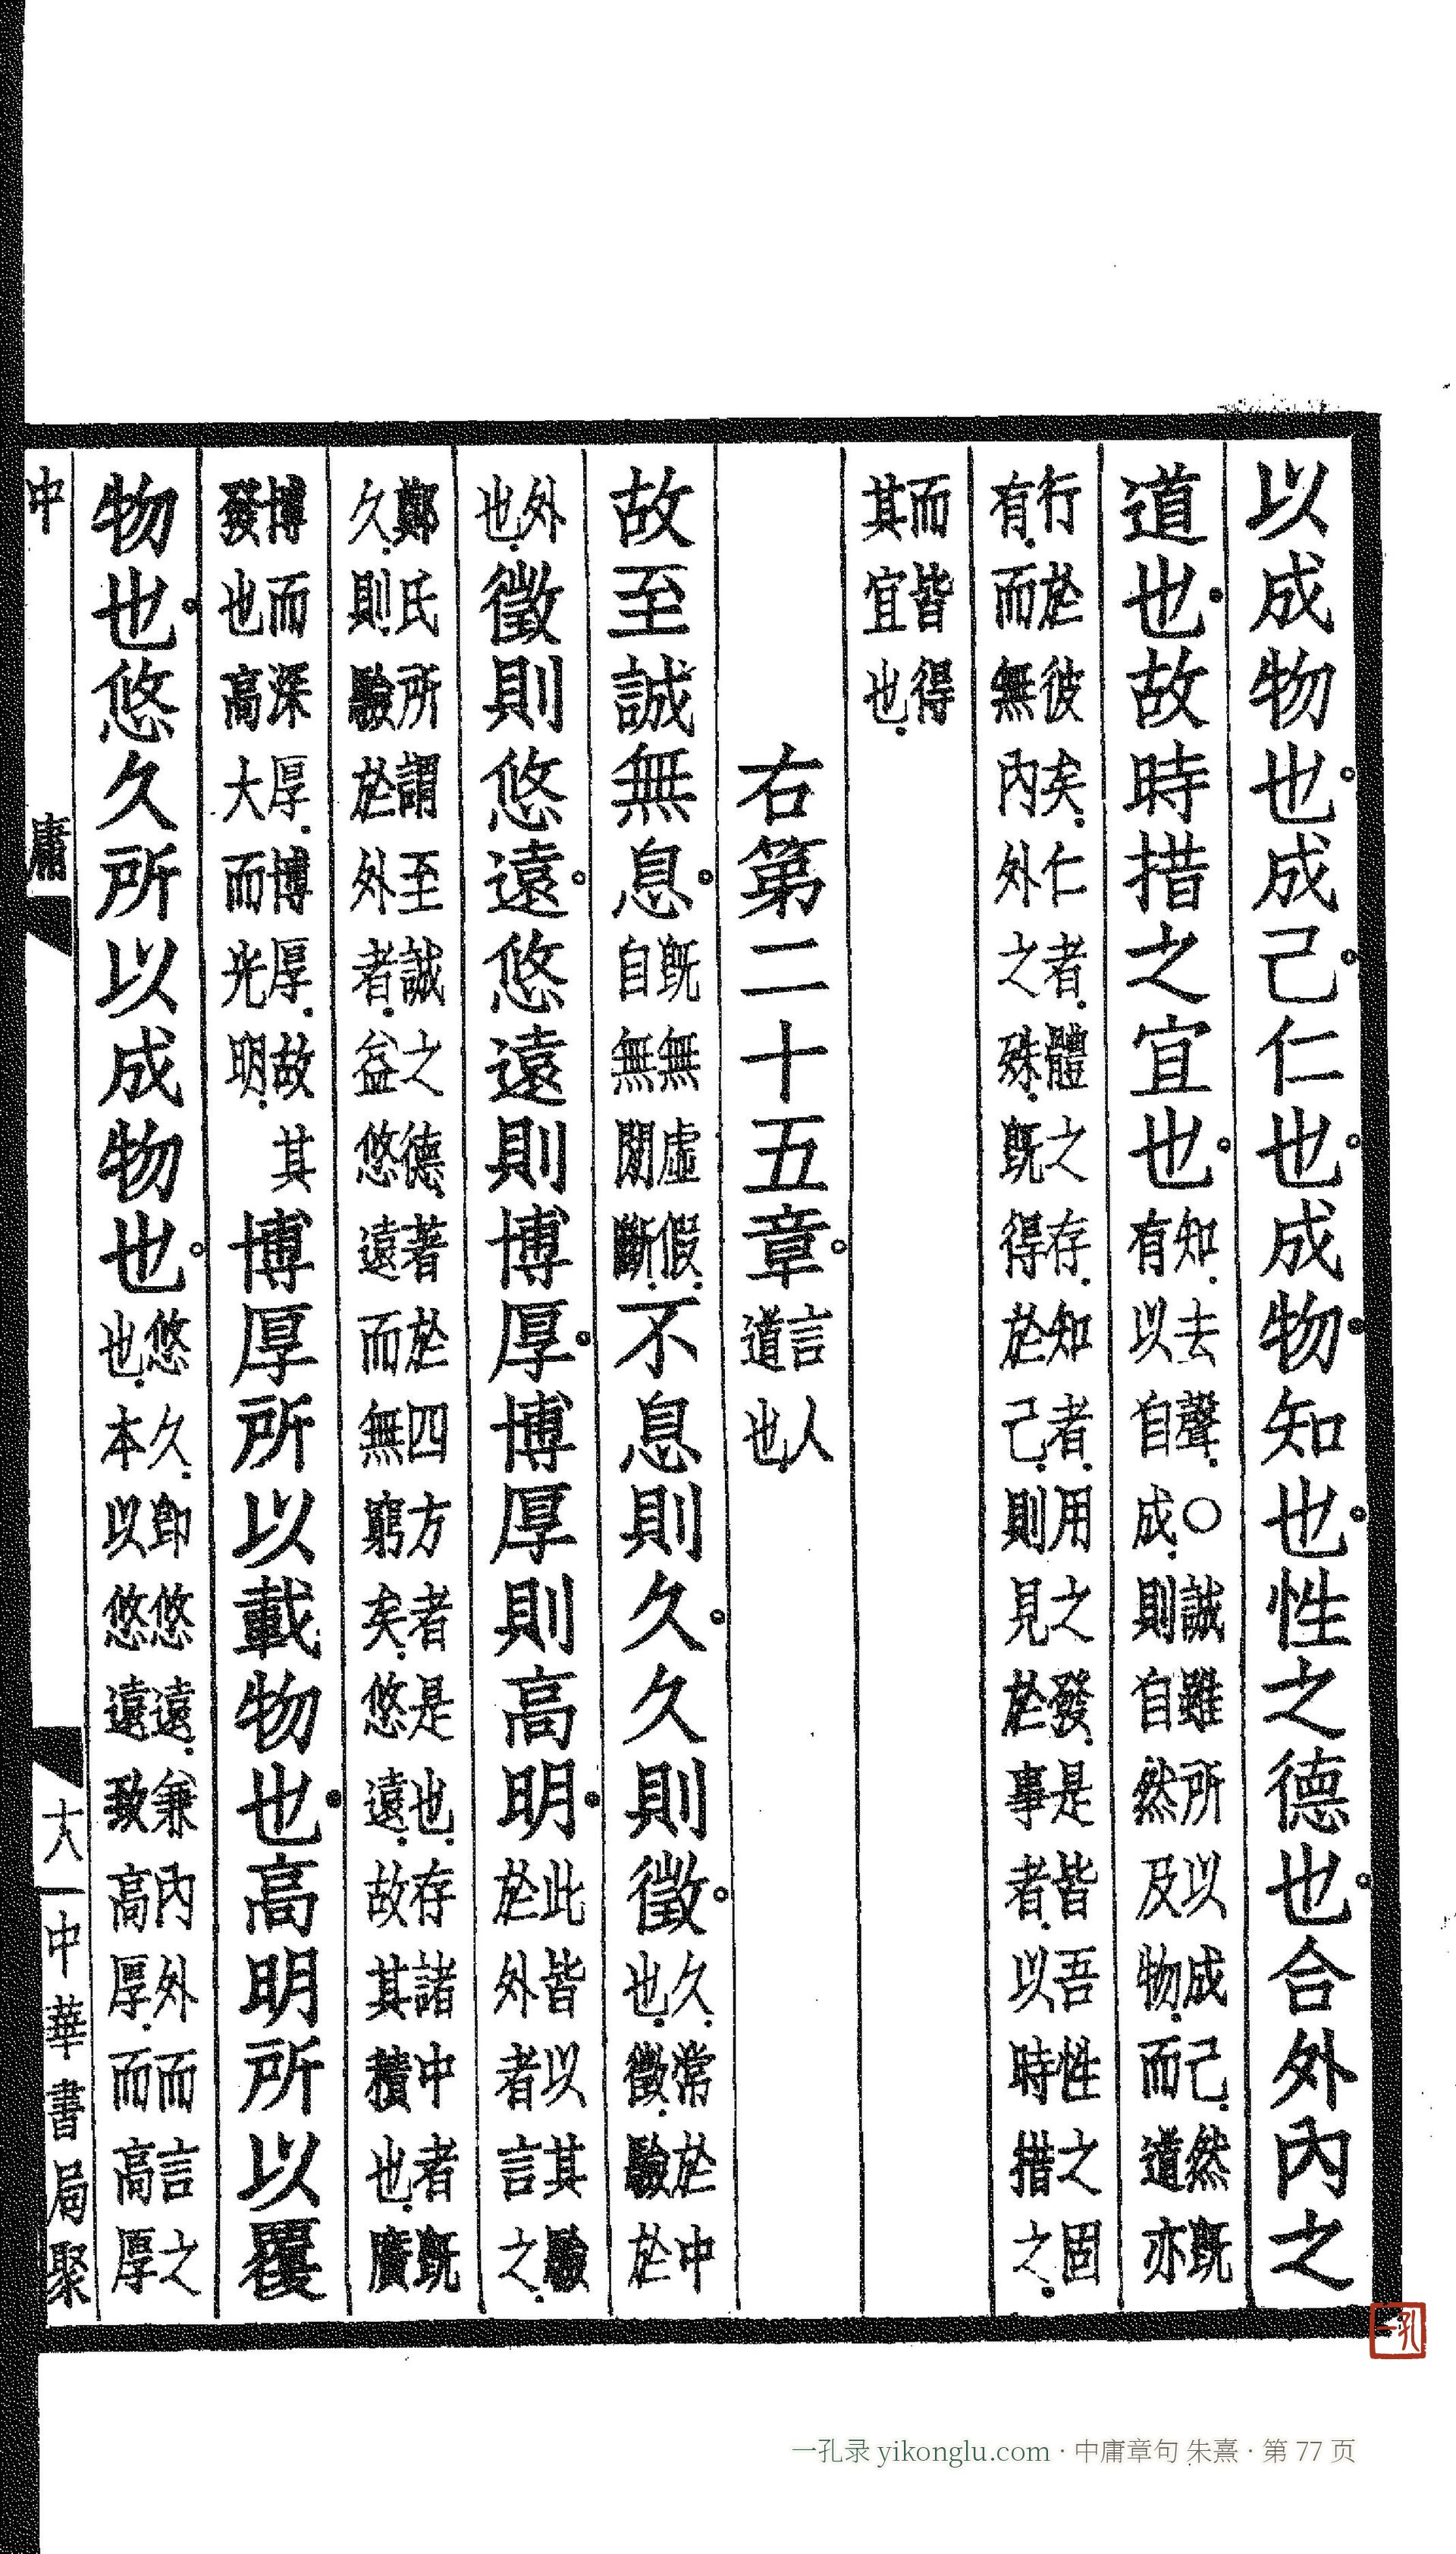 以成物也。成己。仁也。成物。知也。性之德也。合外內之
道也。故時措之宜也。知.去聲.○誠雖所以成己.然既有以自成.則自然及物.而道亦
行於彼矣.仁者.體之存.知者.用之發.是皆吾性之固有.而無內外之殊.既得於己.則見於事者.以時措之.
而皆得其宜也.
右第二十五章。言人道也.
故至誠無息。既無虛假.自無間斷.不息則久。久則徵。久.常於中也.徵.驗於
外也.徵則悠遠。悠遠則博厚。博厚則高明。此皆以其驗於外者言之.
鄭氏所謂至誠之德.著於四方者是也.存諸中者既久.則驗於外者.益悠遠而無窮矣.悠遠.故其積也.廣
博而深厚.博厚.故其發也高大而光明.博厚所以載物也。高明所以覆
物也。悠久所以成物也。悠久.即悠遠.兼內外而言之也.本以悠遠致高厚.而高厚
中庸 十八 中華書局聚
一孔
一孔录 yikonglu.com · 中庸章句 朱熹 · 第 77 页